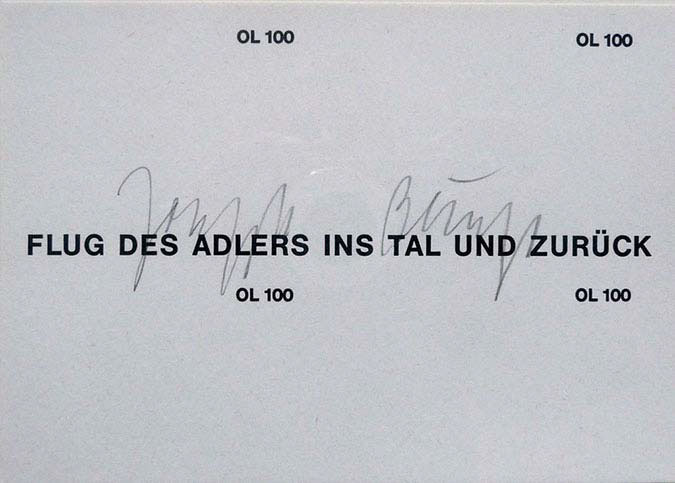 OL 100 OL 100
Joseph Beuys
FLUG DES ADLERS INS TAL UND ZURÜCK
OL 100 OL 100